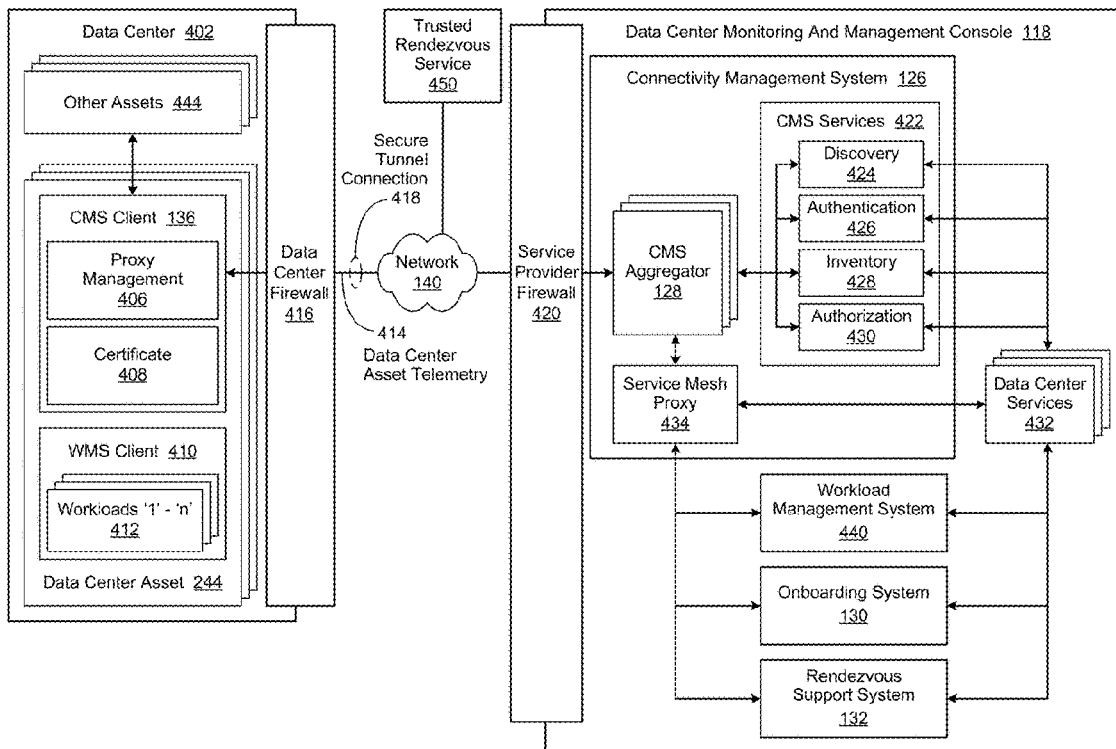 Data Center 402
Other Assets 444
CMS Client 136
Proxy
Management
406
Certificate
408
WMS Client 410
Workloads '1' - 'n'
412
Data Center Asset 244
Data
Center
Firewall
416
Trusted
Rendezvous
Service
450
Secure
Tunnel
Connection
418
Network
140
414
Data Center
Asset Telemetry
Service
Provider
Firewall
420
Data Center Monitoring And Management Console 118
Connectivity Management System 126
CMS Services 422
Discovery
424
Authentication
426
Inventory
428
Authorization
430
CMS
Aggregator
128
Service Mesh
Proxy
434
Data Center
Services
432
Workload
Management System
440
Onboarding System
130
Rendezvous
Support System
132